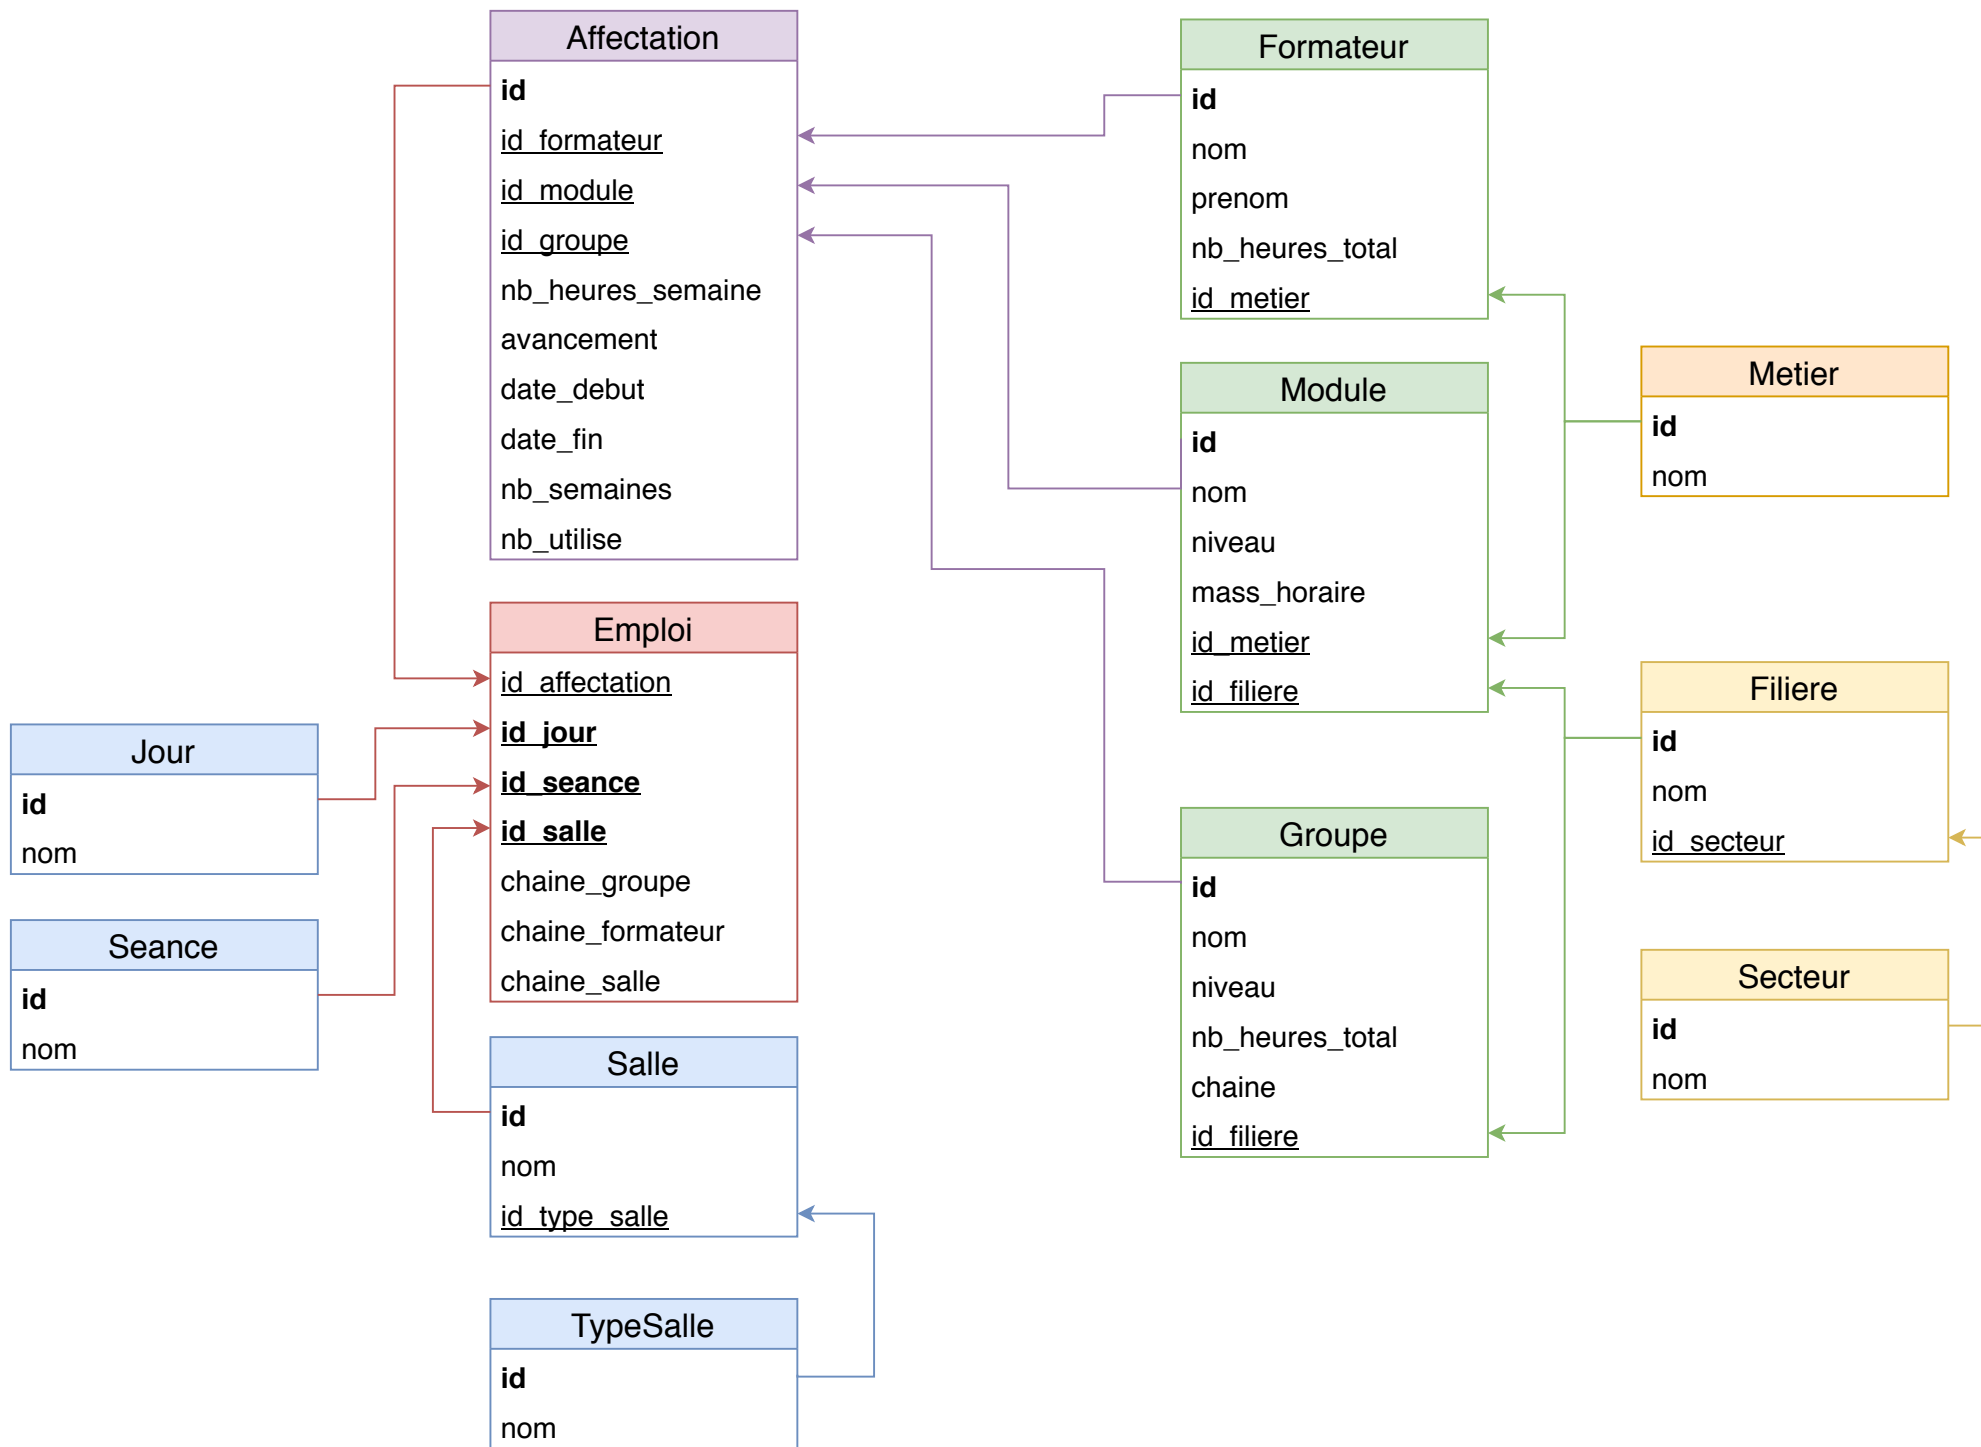 Affectation
id
id_formateur
id_module
id_groupe
nb_heures_semaine
avancement
date_debut
date_fin
nb_semaines
nb_utilise
Formateur
id
nom
prenom
nb_heures_total
id_metier
Module
id
nom
niveau
mass_horaire
id_metier
id_filiere
Metier
id
nom
Emploi
id_affectation
id_jour
id_seance
id_salle
chaine_groupe
chaine_formateur
chaine_salle
Jour
id
nom
Seance
id
nom
Filiere
id
nom
id_secteur
Groupe
id
nom
niveau
nb_heures_total
chaine
id_filiere
Secteur
id
nom
Salle
id
nom
id_type_salle
TypeSalle
id
nom